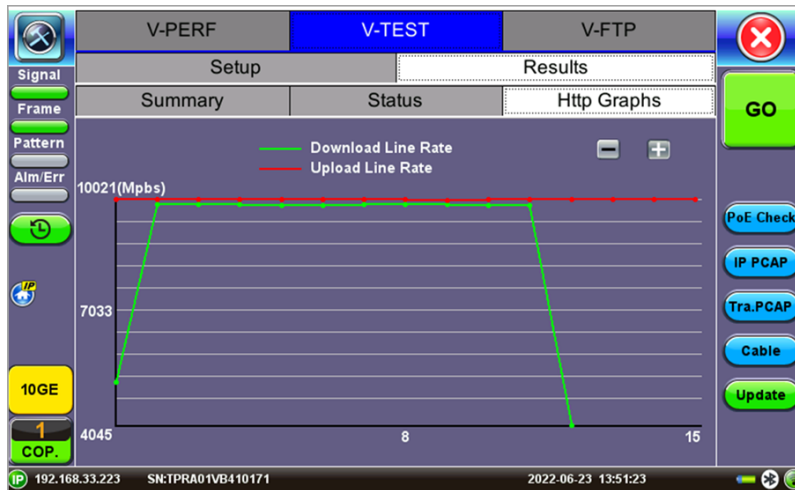 V-PERF V-TEST V-FTP
Signal Setup Results
Frame Summary Status Http Graphs GO
Pattern Download Line Rate
Upload Line Rate
Alm/Err
10021(Mpbs)
PoE Check
IP
IP PCAP
7033 Tra.PCAP
Cable
10GE Update
1
4045 8 15
COP.
IP 192.168.33.223 SN:TPRA01VB410171 2022-06-23 13:51:23